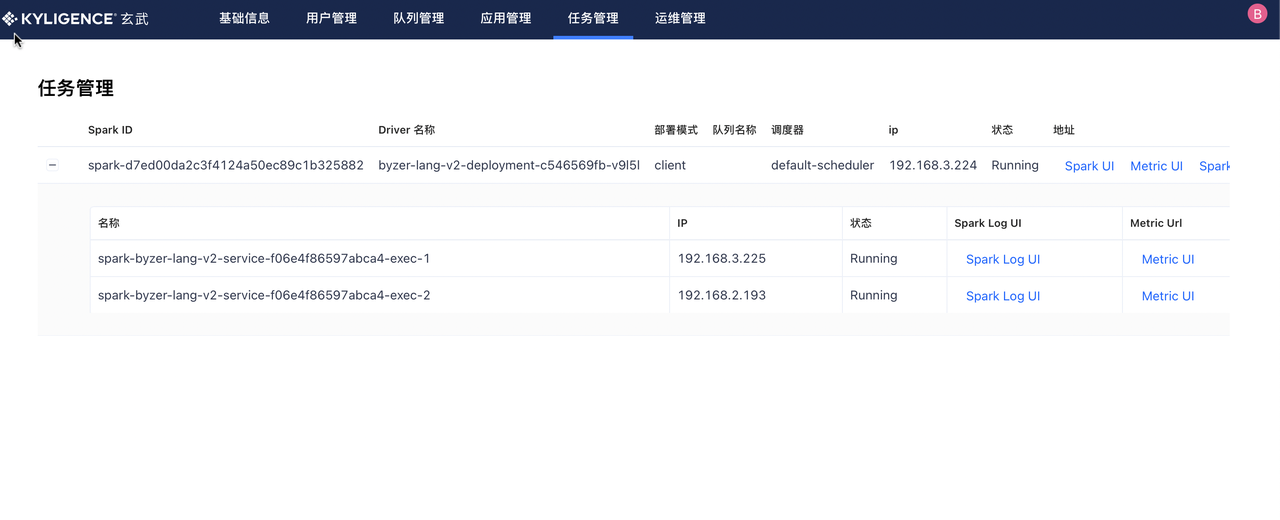 KYLIGENCE® 玄武 基础信息 用户管理 队列管理 应用管理 任务管理 运维管理 B
任务管理
Spark ID Driver 名称 部署模式 队列名称 调度器 ip 状态 地址
spark-d7ed00da2c3f4124a50ec89c1b325882 byzer-lang-v2-deployment-c546569fb-v9l5l client default-scheduler 192.168.3.224 Running Spark UI Metric UI Spark
名称 IP 状态 Spark Log UI Metric Url
spark-byzer-lang-v2-service-f06e4f86597abca4-exec-1 192.168.3.225 Running Spark Log UI Metric UI
spark-byzer-lang-v2-service-f06e4f86597abca4-exec-2 192.168.2.193 Running Spark Log UI Metric UI